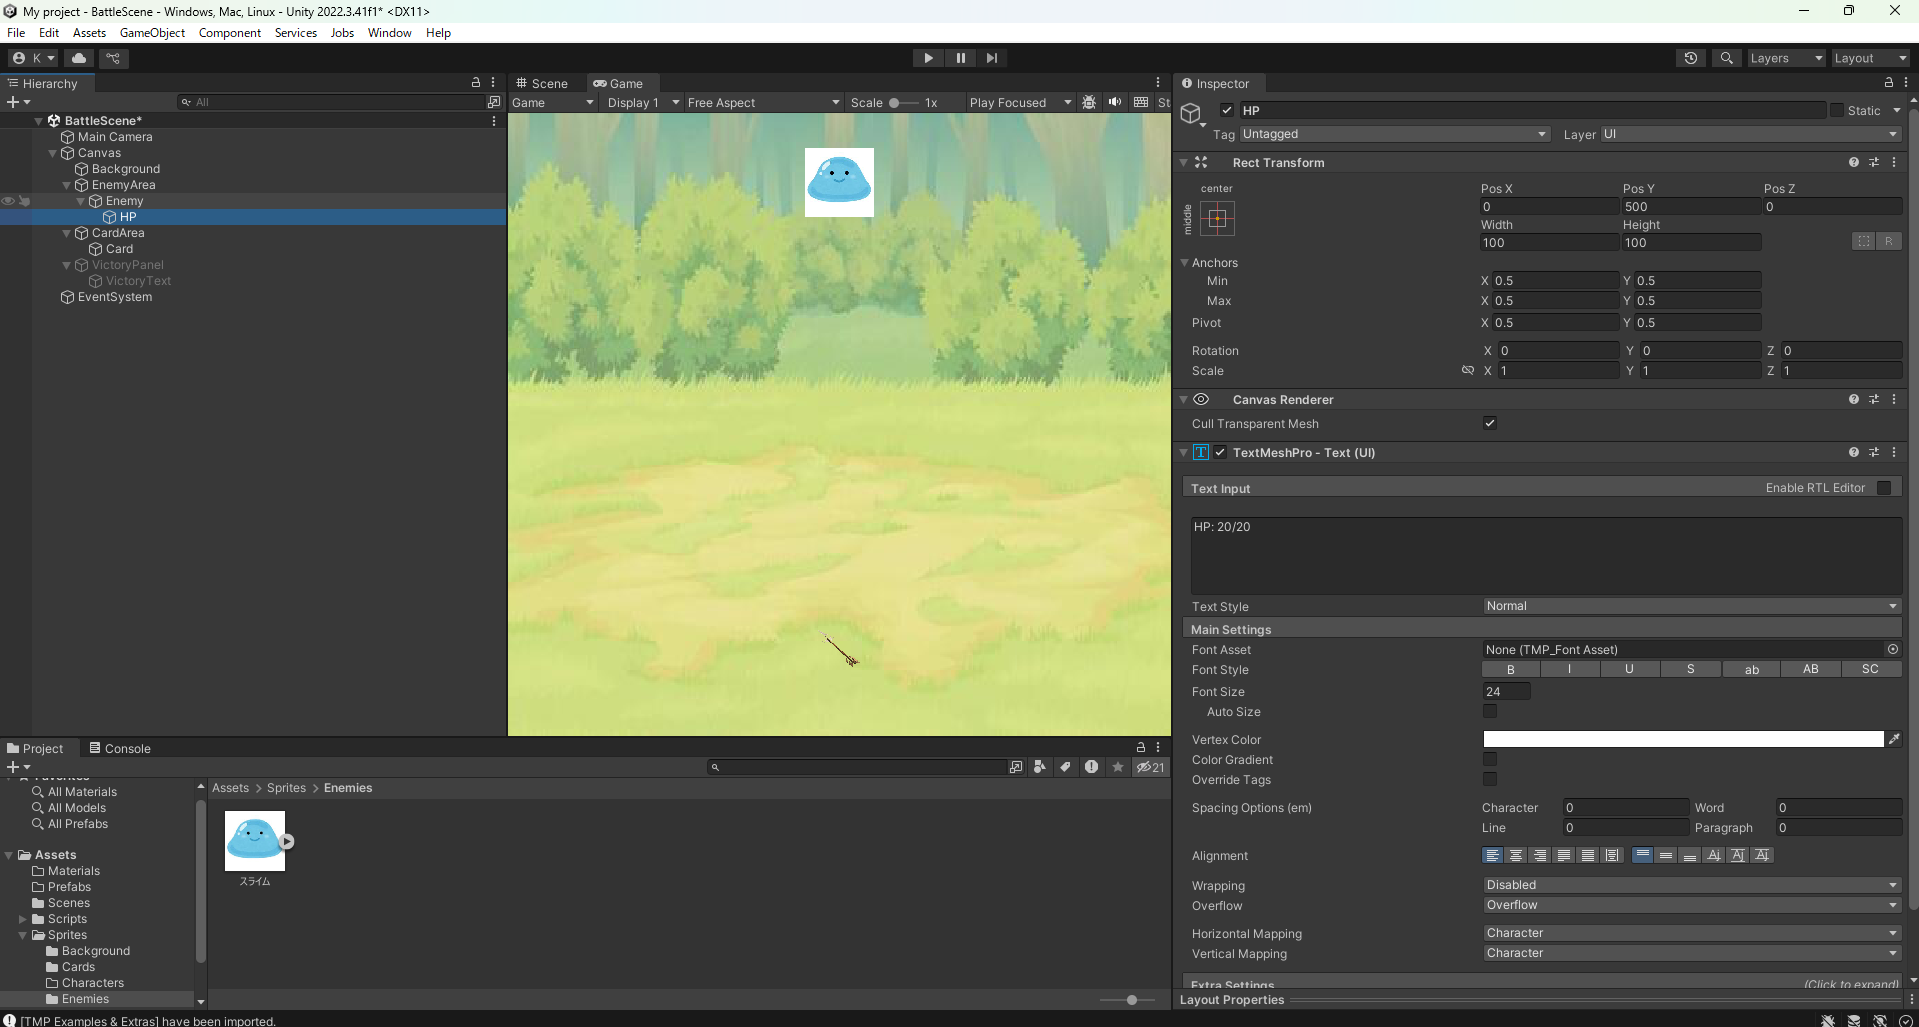 My project - BattleScene - Windows, Mac, Linux - Unity 2022.3.41f1* <DX11>
File Edit Assets GameObject Component Services Jobs Window Help
K Layers Layout
Hierarchy
All
BattleScene*
Main Camera
Canvas
Background
EnemyArea
Enemy
HP
CardArea
Card
VictoryPanel
VictoryText
EventSystem
Scene Game
Game Display 1 Free Aspect Scale 1x Play Focused St
Inspector
HP Static
Tag Untagged Layer UI
Rect Transform
center
middle
Pos X Pos Y Pos Z
0 500 0
Width Height
100 100
R
Anchors
Min X 0.5 Y 0.5
Max X 0.5 Y 0.5
Pivot X 0.5 Y 0.5
Rotation X 0 Y 0 Z 0
Scale X 1 Y 1 Z 1
Canvas Renderer
Cull Transparent Mesh
T TextMeshPro - Text (UI)
Text Input Enable RTL Editor
HP: 20/20
Text Style Normal
Main Settings
Font Asset None (TMP_Font Asset)
Font Style B I U S ab AB SC
Font Size 24
Auto Size
Vertex Color
Color Gradient
Override Tags
Spacing Options (em) Character 0 Word 0
Line 0 Paragraph 0
Alignment
Wrapping Disabled
Overflow Overflow
Horizontal Mapping Character
Vertical Mapping Character
Extra Settings (Click to expand)
Layout Properties
Project Console
21
Favorites
All Materials
All Models
All Prefabs
Assets
Materials
Prefabs
Scenes
Scripts
Sprites
Background
Cards
Characters
Enemies
Assets > Sprites > Enemies
スライム
[TMP Examples & Extras] have been imported.